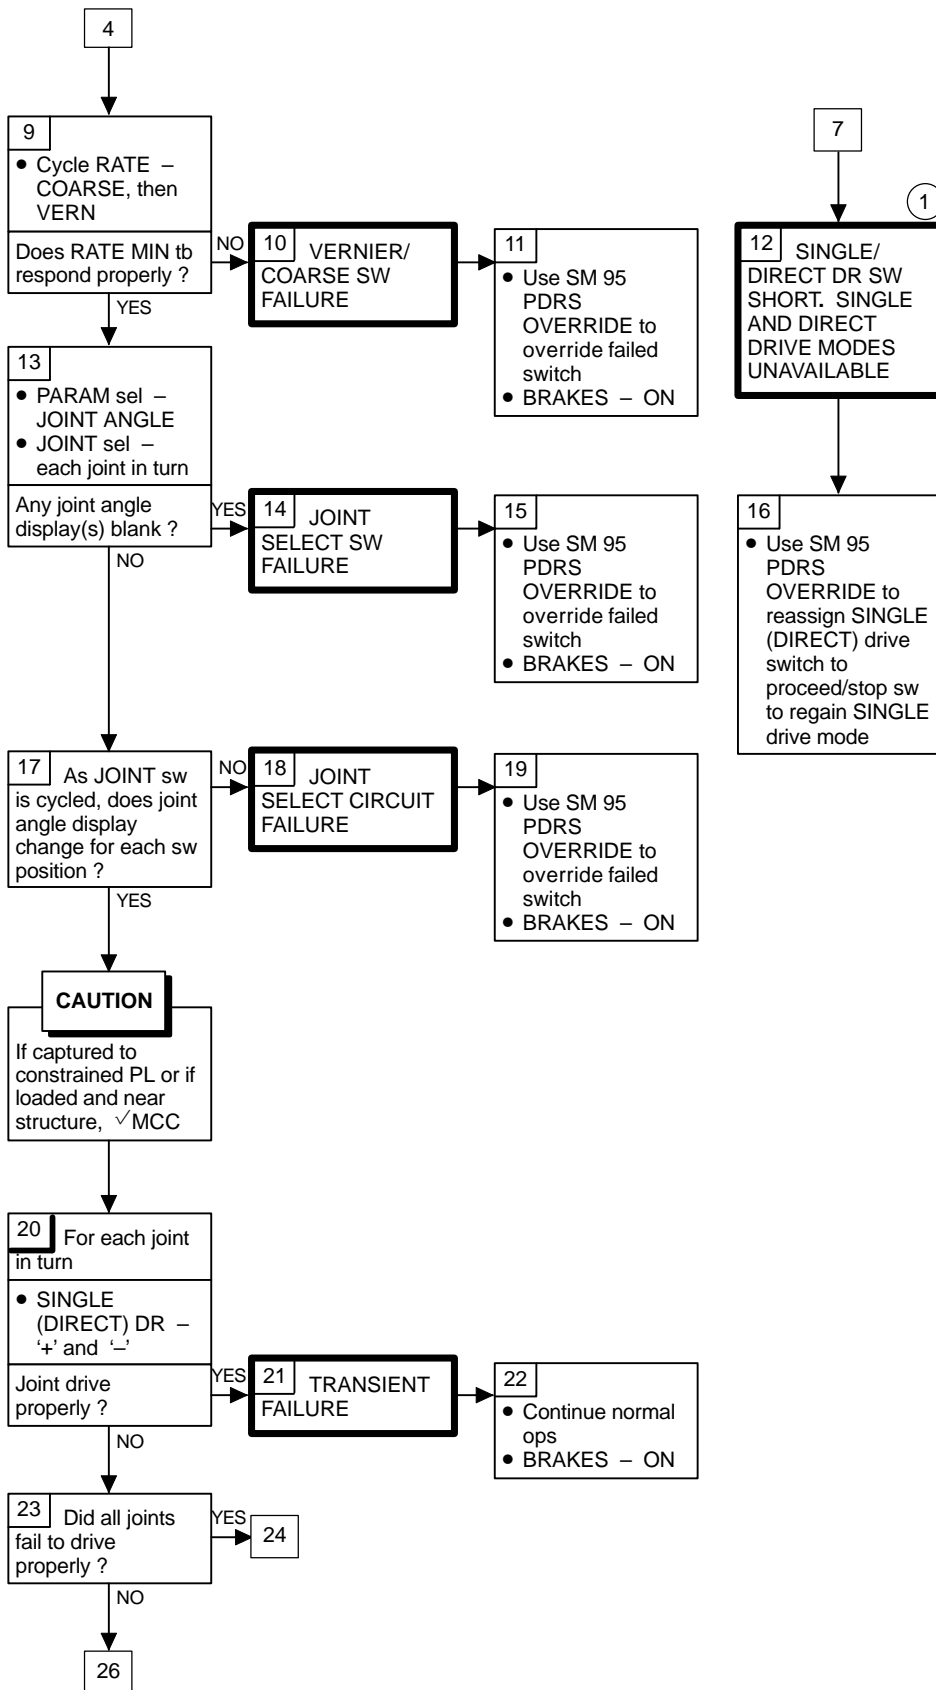 4
9
• Cycle RATE –
COARSE, then
VERN
Does RATE MIN tb
respond properly ?
NO
YES
10 VERNIER/
COARSE SW
FAILURE
11
• Use SM 95
PDRS
OVERRIDE to
override failed
switch
• BRAKES – ON
7
1
12 SINGLE/
DIRECT DR SW
SHORT. SINGLE
AND DIRECT
DRIVE MODES
UNAVAILABLE
13
• PARAM sel –
JOINT ANGLE
• JOINT sel –
each joint in turn
Any joint angle
display(s) blank ?
YES
NO
14 JOINT
SELECT SW
FAILURE
15
• Use SM 95
PDRS
OVERRIDE to
override failed
switch
• BRAKES – ON
16
• Use SM 95
PDRS
OVERRIDE to
reassign SINGLE
(DIRECT) drive
switch to
proceed/stop sw
to regain SINGLE
drive mode
17 As JOINT sw
is cycled, does joint
angle display
change for each sw
position ?
NO
YES
18 JOINT
SELECT CIRCUIT
FAILURE
19
• Use SM 95
PDRS
OVERRIDE to
override failed
switch
• BRAKES – ON
CAUTION
If captured to
constrained PL or if
loaded and near
structure, √MCC
20 For each joint
in turn
• SINGLE
(DIRECT) DR –
‘+’ and ‘–’
Joint drive
properly ?
YES
NO
21 TRANSIENT
FAILURE
22
• Continue normal
ops
• BRAKES – ON
23 Did all joints
fail to drive
properly ?
YES
24
NO
26